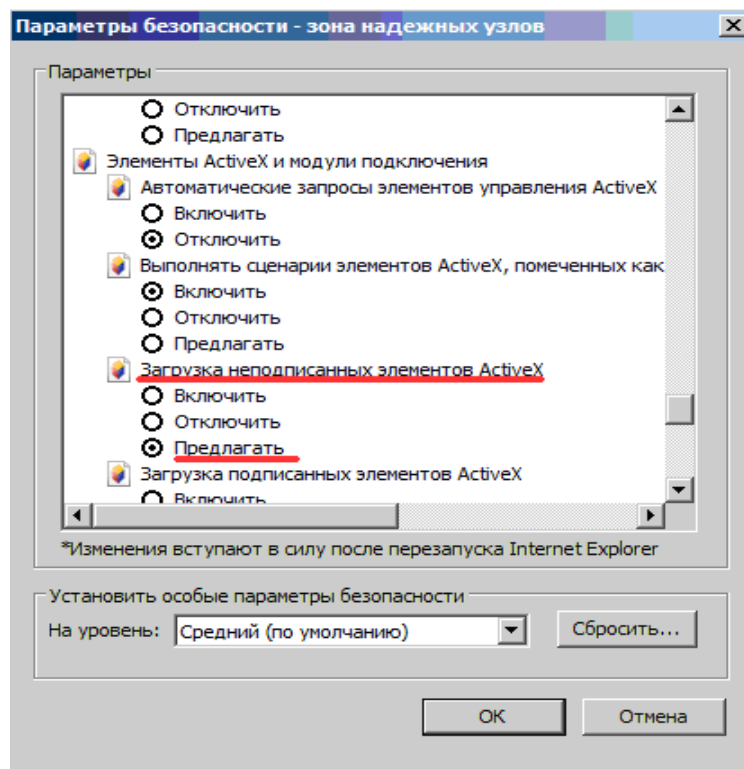 Параметры безопасности - зона надежных узлов
Параметры
Отключить
Предлагать
Элементы ActiveX и модули подключения
Автоматические запросы элементов управления ActiveX
Включить
Отключить
Выполнять сценарии элементов ActiveX, помеченных как
Включить
Отключить
Предлагать
Загрузка неподписанных элементов ActiveX
Включить
Отключить
Предлагать
Загрузка подписанных элементов ActiveX
Включить
*Изменения вступают в силу после перезапуска Internet Explorer
Установить особые параметры безопасности
На уровень: Средний (по умолчанию) Сбросить...
OK Отмена